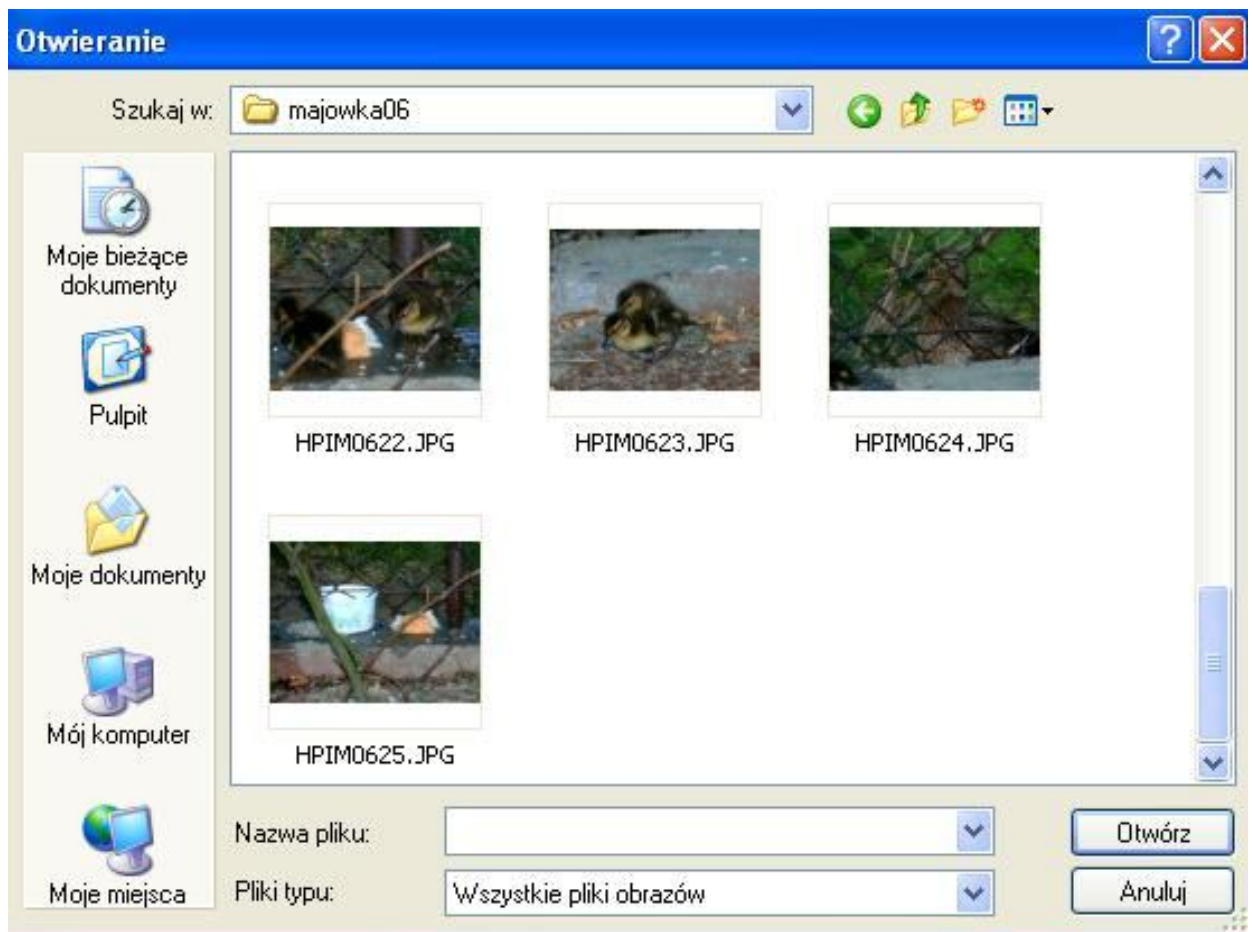 Otwieranie
Szukaj w:
majowka06
Moje bieżące
dokumenty
Pulpit
Moje dokumenty
Mój komputer
Moje miejsca
HPIM0622.JPG
HPIM0623.JPG
HPIM0624.JPG
HPIM0625.JPG
Nazwa pliku:
Otwórz
Pliki typu:
Wszystkie pliki obrazów
Anuluj